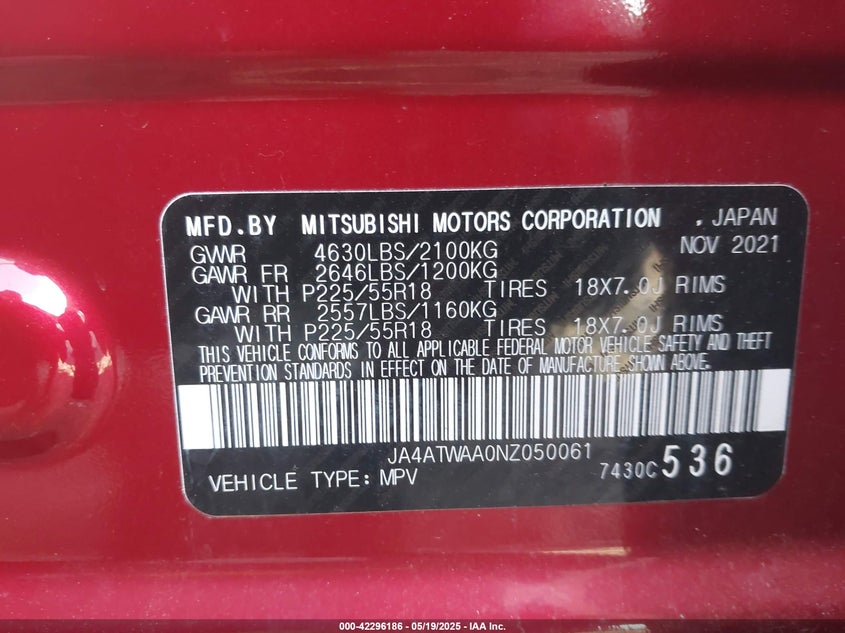 MFD.BY MITSUBISHI MOTORS CORPORATION .JAPAN
GVWR 4630LBS/2100KG NOV 2021
GAWR FR 2646LBS/1200KG
WITH P225/55R18 TIRES 18X7.0J RIMS
GAWR RR 2557LBS/1160KG
WITH P225/55R18 TIRES 18X7.0J RIMS
THIS VEHICLE CONFORMS TO ALL APPLICABLE FEDERAL MOTOR VEHICLE SAFETY AND THEFT
PREVENTION STANDARDS IN EFFECT ON THE DATE OF MANUFACTURE SHOWN ABOVE.
JA4ATWAA0NZ050061
VEHICLE TYPE: MPV 7430C 536
000-42296186 - 05/19/2025 - IAA Inc.